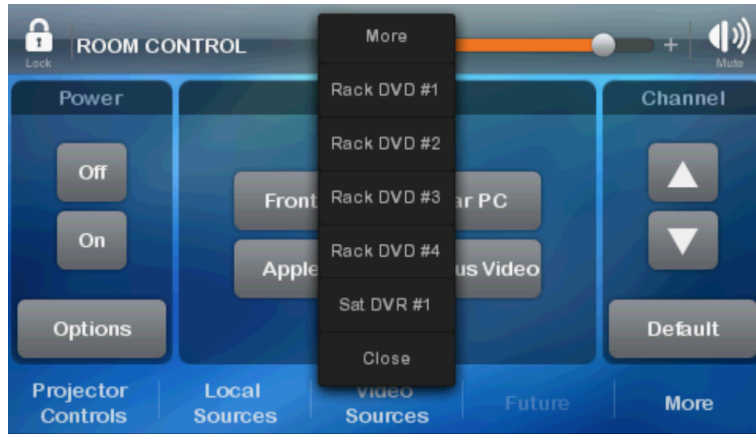 Lock
ROOM CONTROL
+
Mute
More
Rack DVD #1
Rack DVD #2
Rack DVD #3
Rack DVD #4
Sat DVR #1
Close
Power
Off
On
Options
Front
PC
Apple
Video
Channel
Default
Projector
Controls
Local
Sources
Video
Sources
Future
More